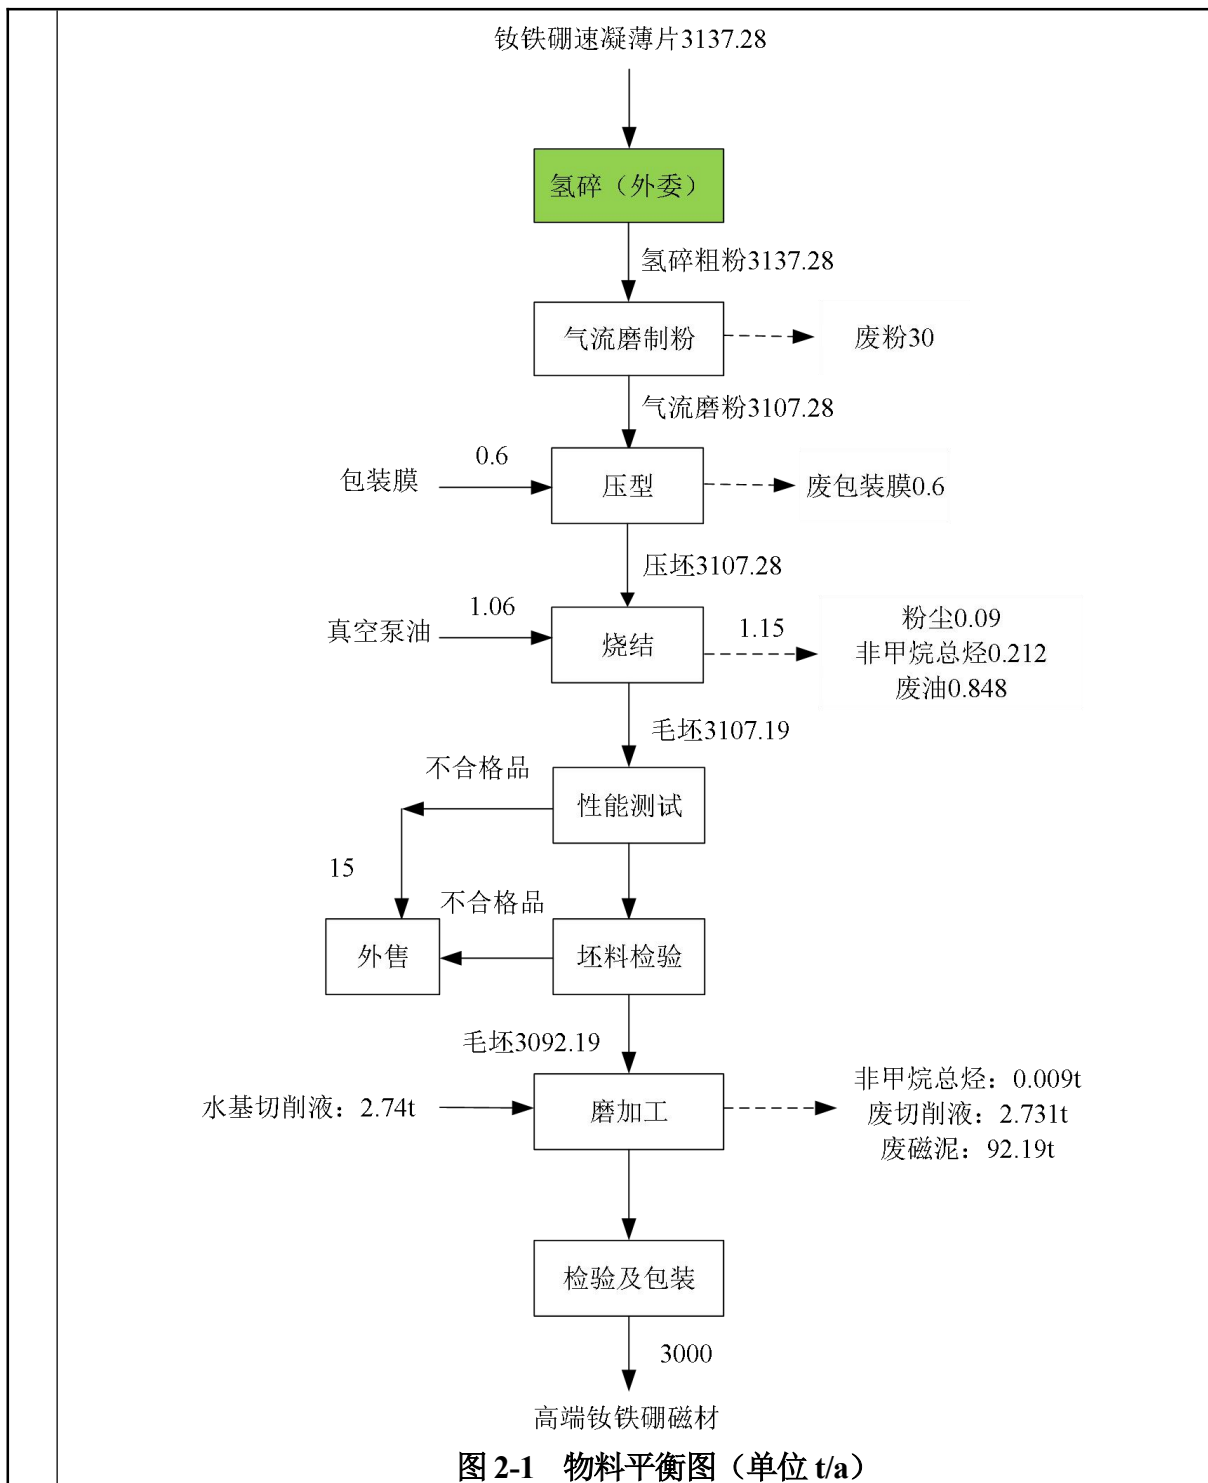 钕铁硼速凝薄片3137.28
氢碎（外委）
氢碎粗粉3137.28
气流磨制粉
废粉30
气流磨粉3107.28
包装膜
0.6
压型
废包装膜0.6
压坯3107.28
真空泵油
1.06
烧结
1.15
粉尘0.09
非甲烷总烃0.212
废油0.848
毛坯3107.19
不合格品
性能测试
15
不合格品
外售
坯料检验
毛坯3092.19
水基切削液：2.74t
磨加工
非甲烷总烃：0.009t
废切削液：2.731t
废磁泥：92.19t
检验及包装
3000
高端钕铁硼磁材
图 2-1 物料平衡图（单位 t/a）